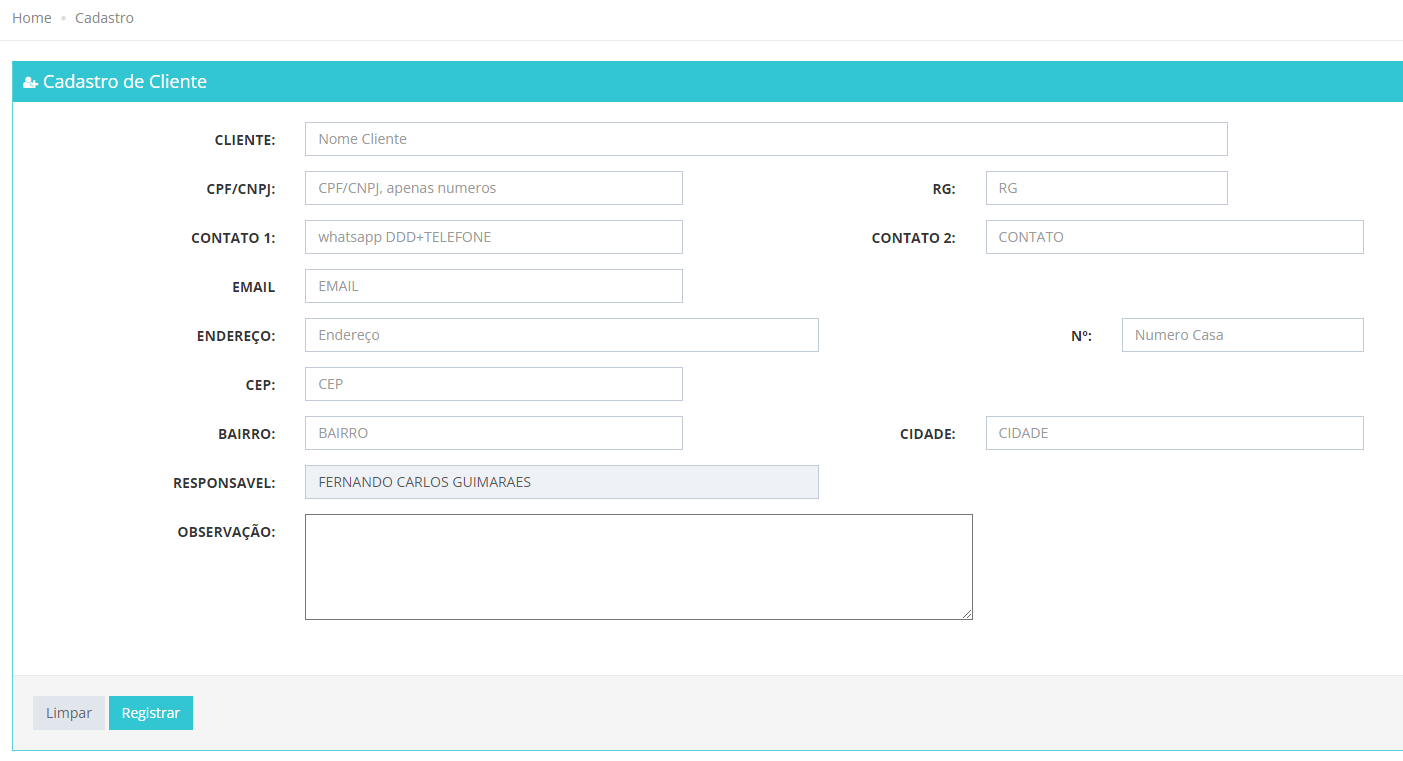 Home Cadastro
Cadastro de Cliente
CLIENTE: Nome Cliente
CPF/CNPJ: CPF/CNPJ, apenas numeros RG: RG
CONTATO 1: whatsapp DDD+TELEFONE CONTATO 2: CONTATO
EMAIL EMAIL
ENDEREÇO: Endereço Nº: Numero Casa
CEP: CEP
BAIRRO: BAIRRO CIDADE: CIDADE
RESPONSAVEL: FERNANDO CARLOS GUIMARAES
OBSERVAÇÃO:
Limpar Registrar